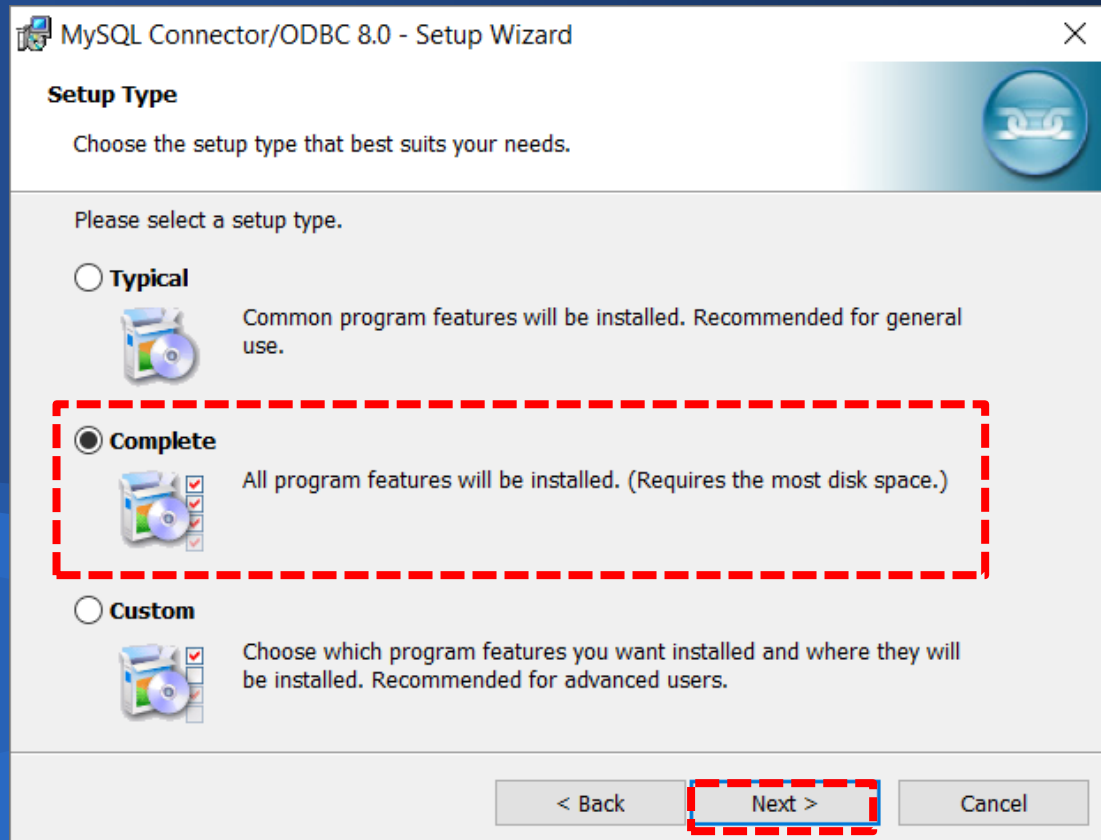 MySQL Connector/ODBC 8.0 - Setup Wizard
Setup Type
Choose the setup type that best suits your needs.
Please select a setup type.
Typical
Common program features will be installed. Recommended for general
use.
Complete
All program features will be installed. (Requires the most disk space.)
Custom
Choose which program features you want installed and where they will
be installed. Recommended for advanced users.
< Back Next > Cancel